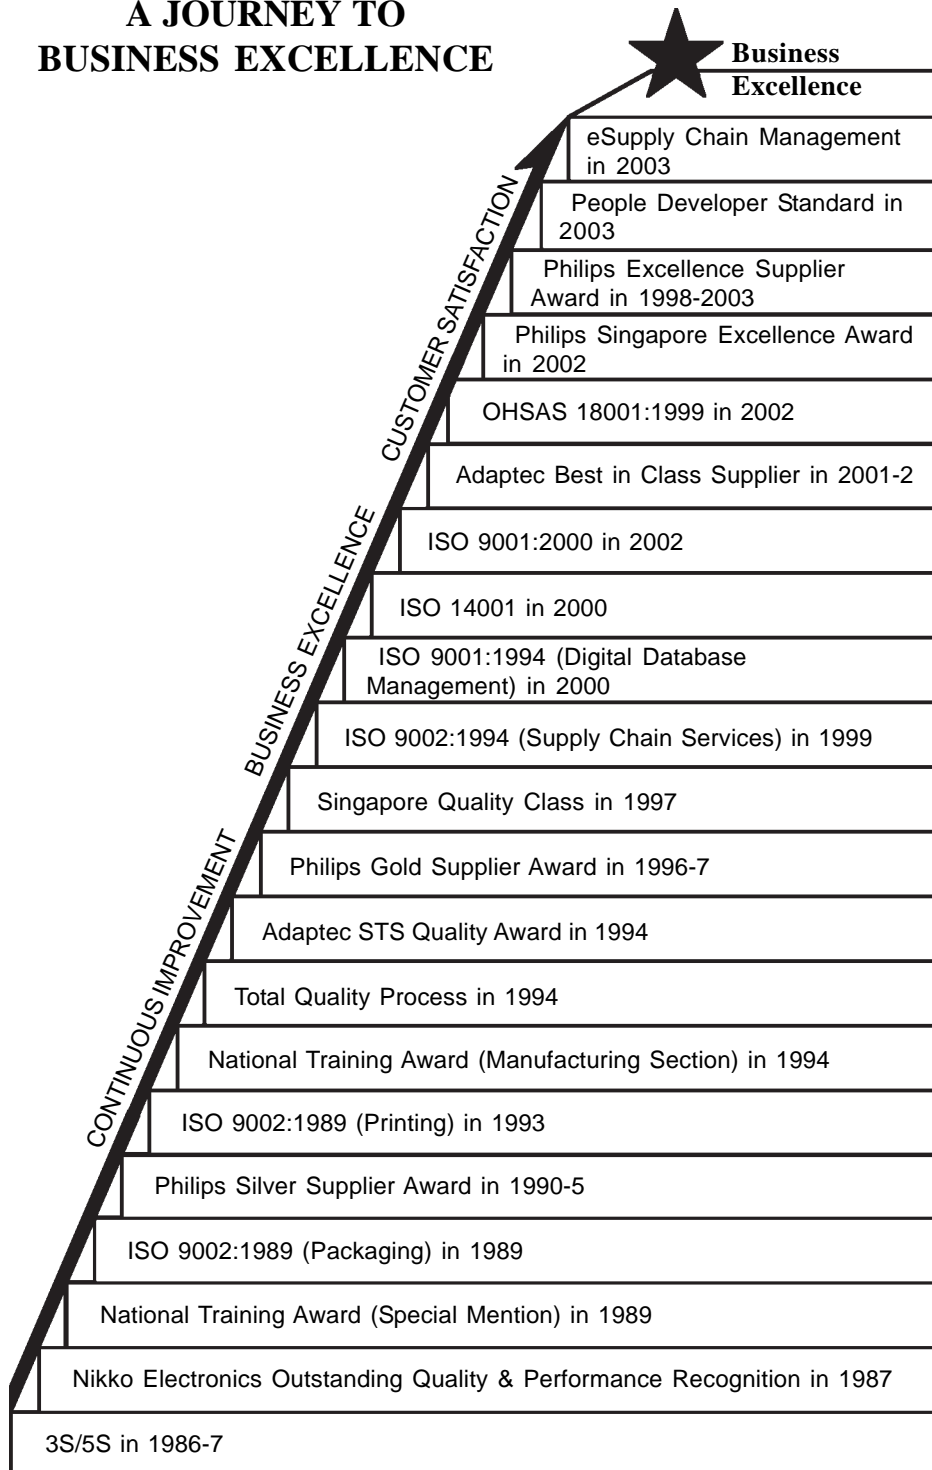 A JOURNEY TO
BUSINESS EXCELLENCE
Business
Excellence
eSupply Chain Management
in 2003
People Developer Standard in
2003
Philips Excellence Supplier
Award in 1998-2003
Philips Singapore Excellence Award
in 2002
OHSAS 18001:1999 in 2002
Adaptec Best in Class Supplier in 2001-2
ISO 9001:2000 in 2002
ISO 14001 in 2000
ISO 9001:1994 (Digital Database
Management) in 2000
ISO 9002:1994 (Supply Chain Services) in 1999
Singapore Quality Class in 1997
Philips Gold Supplier Award in 1996-7
Adaptec STS Quality Award in 1994
Total Quality Process in 1994
National Training Award (Manufacturing Section) in 1994
ISO 9002:1989 (Printing) in 1993
Philips Silver Supplier Award in 1990-5
ISO 9002:1989 (Packaging) in 1989
National Training Award (Special Mention) in 1989
Nikko Electronics Outstanding Quality & Performance Recognition in 1987
3S/5S in 1986-7
CUSTOMER SATISFACTION
BUSINESS EXCELLENCE
CONTINUOUS IMPROVEMENT